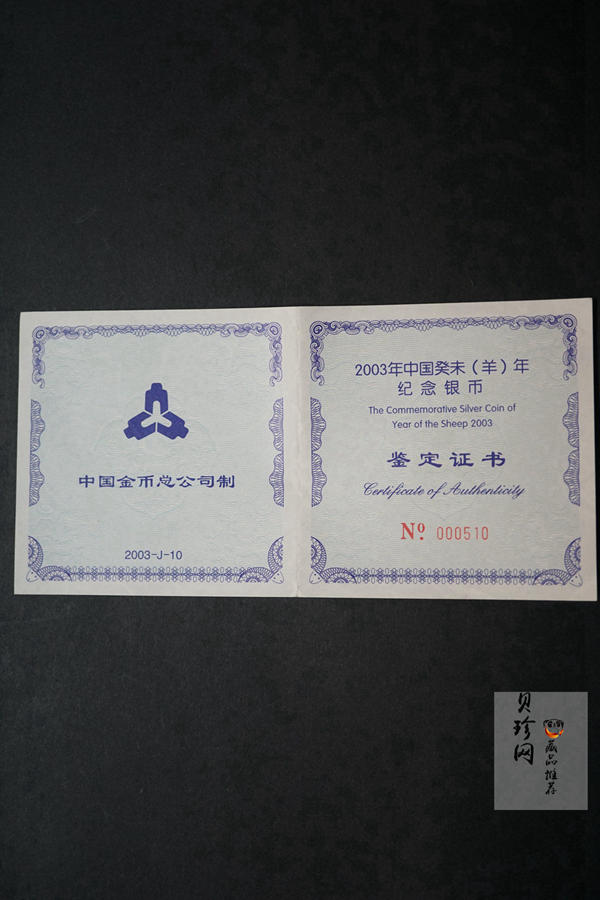 中国金币总公司制
2003-J-10
2003年中国癸未（羊）年
纪念银币
The Commemorative Silver Coin of
Year of the Sheep 2003
鉴定证书
Certificate of Authenticity
Nº 000510
贝珍网
藏品推荐